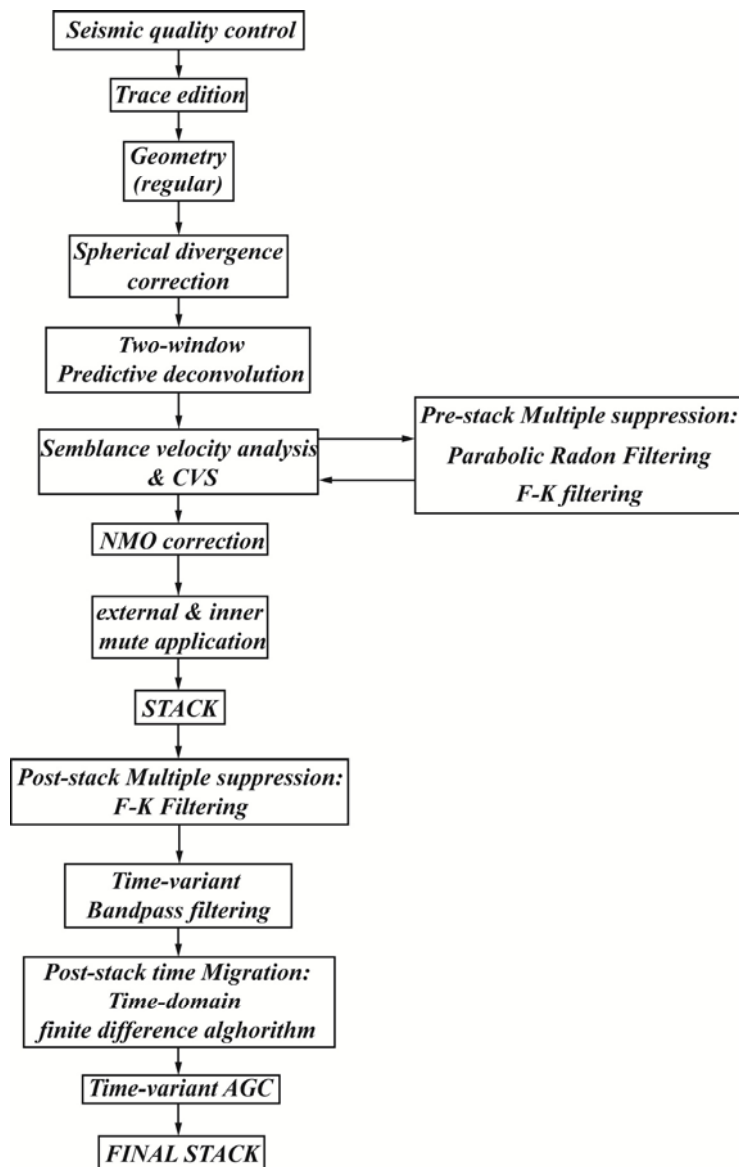 Seismic quality control
Trace edition
Geometry
(regular)
Spherical divergence
correction
Two-window
Predictive deconvolution
Semblance velocity analysis
& CVS
Pre-stack Multiple suppression:
Parabolic Radon Filtering
F-K filtering
NMO correction
external & inner
mute application
STACK
Post-stack Multiple suppression:
F-K Filtering
Time-variant
Bandpass filtering
Post-stack time Migration:
Time-domain
finite difference alghorithm
Time-variant AGC
FINAL STACK